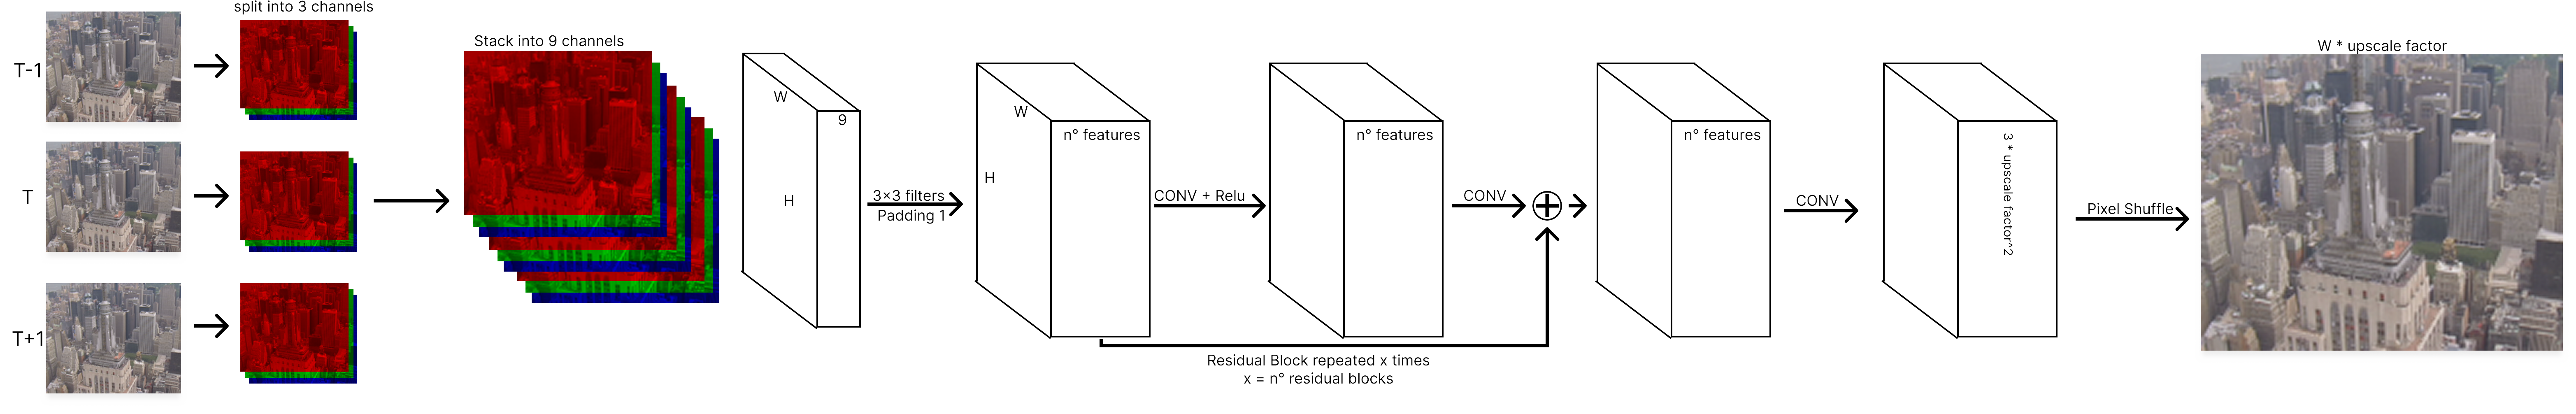 split into 3 channels
T-1
T
T+1
Stack into 9 channels
W
9
H
3×3 filters
Padding 1
W
n° features
H
CONV + Relu
n° features
CONV
Residual Block repeated x times
x = n° residual blocks
n° features
CONV
3 * upscale factor^2
Pixel Shuffle
W * upscale factor